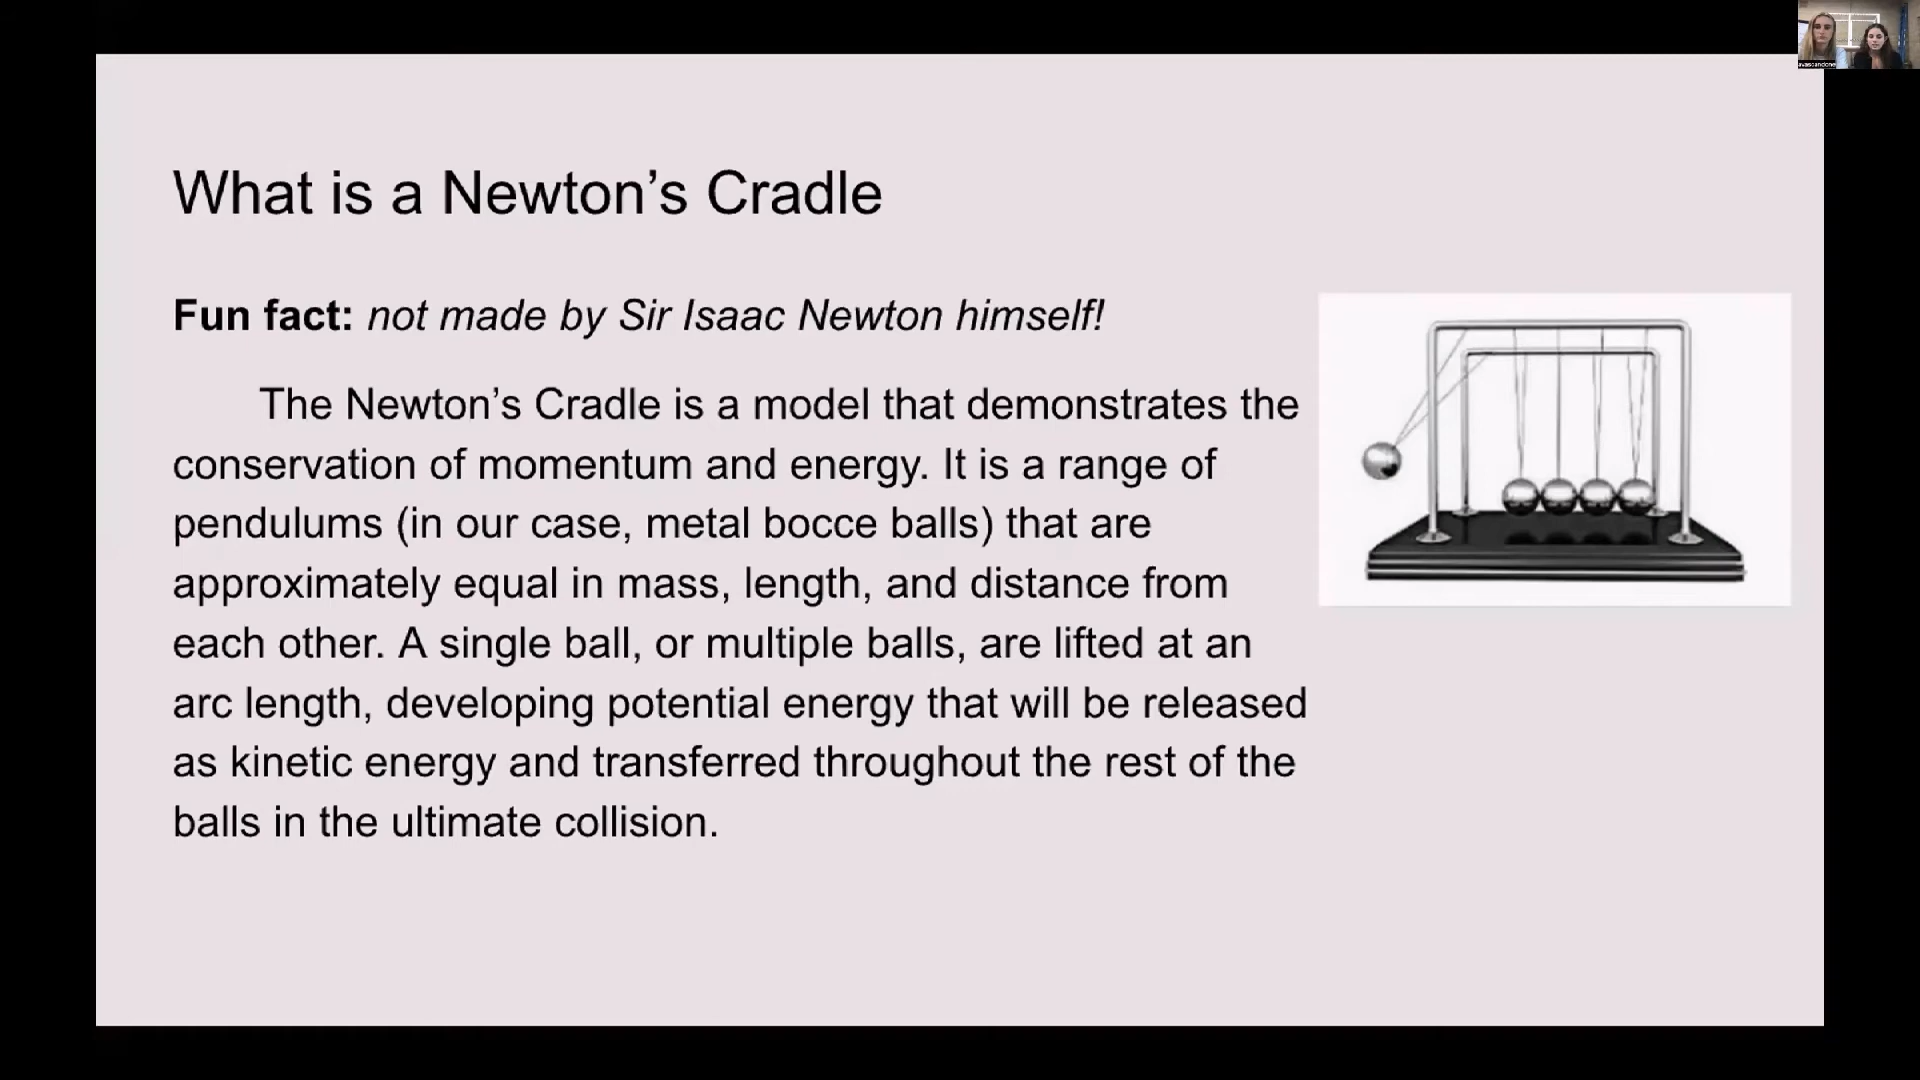 avascandone
What is a Newton’s Cradle
Fun fact: not made by Sir Isaac Newton himself!
The Newton’s Cradle is a model that demonstrates the
conservation of momentum and energy. It is a range of
pendulums (in our case, metal bocce balls) that are
approximately equal in mass, length, and distance from
each other. A single ball, or multiple balls, are lifted at an
arc length, developing potential energy that will be released
as kinetic energy and transferred throughout the rest of the
balls in the ultimate collision.